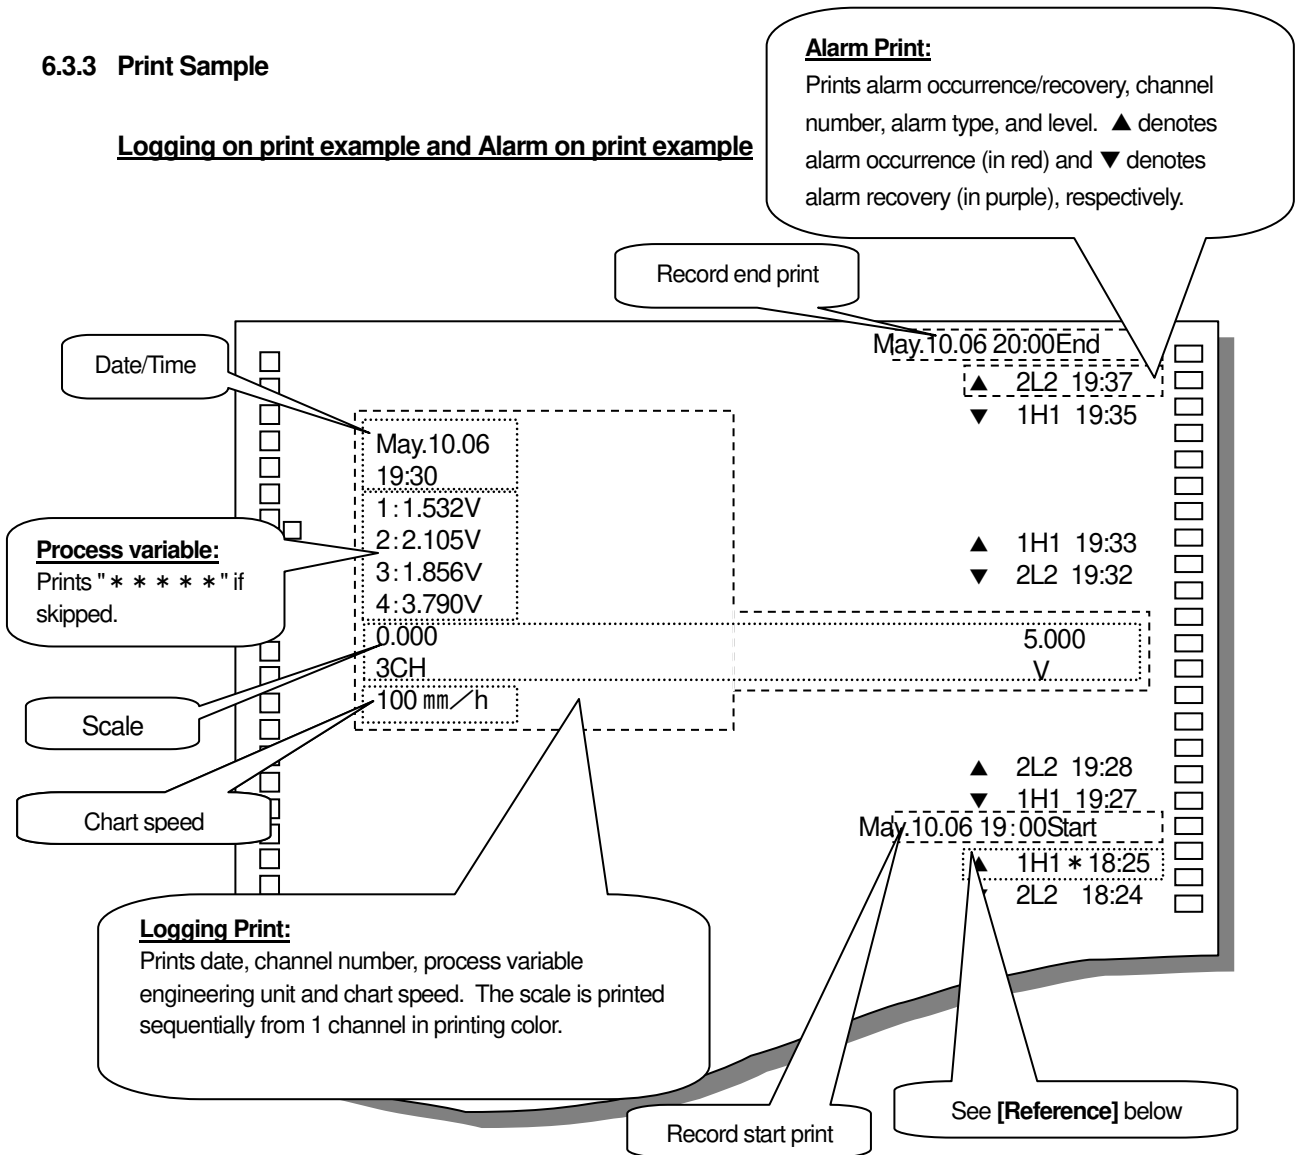 6.3.3 Print Sample
Logging on print example and Alarm on print example
Alarm Print:
Prints alarm occurrence/recovery, channel
number, alarm type, and level. ▲ denotes
alarm occurrence (in red) and ▼ denotes
alarm recovery (in purple), respectively.
Record end print
Date/Time
May.10.06 20:00End
▲ 2L2 19:37
▼ 1H1 19:35
May.10.06
19:30
1:1.532V
2:2.105V
3:1.856V
4:3.790V
Process variable:
Prints "＊＊＊＊＊" if
skipped.
▲ 1H1 19:33
▼ 2L2 19:32
0.000 5.000
3CH V
100 ㎜／h
Scale
Chart speed
▲ 2L2 19:28
▼ 1H1 19:27
May.10.06 19:00Start
▲ 1H1＊18:25
2L2 18:24
Logging Print:
Prints date, channel number, process variable
engineering unit and chart speed. The scale is printed
sequentially from 1 channel in printing color.
See [Reference] below
Record start print